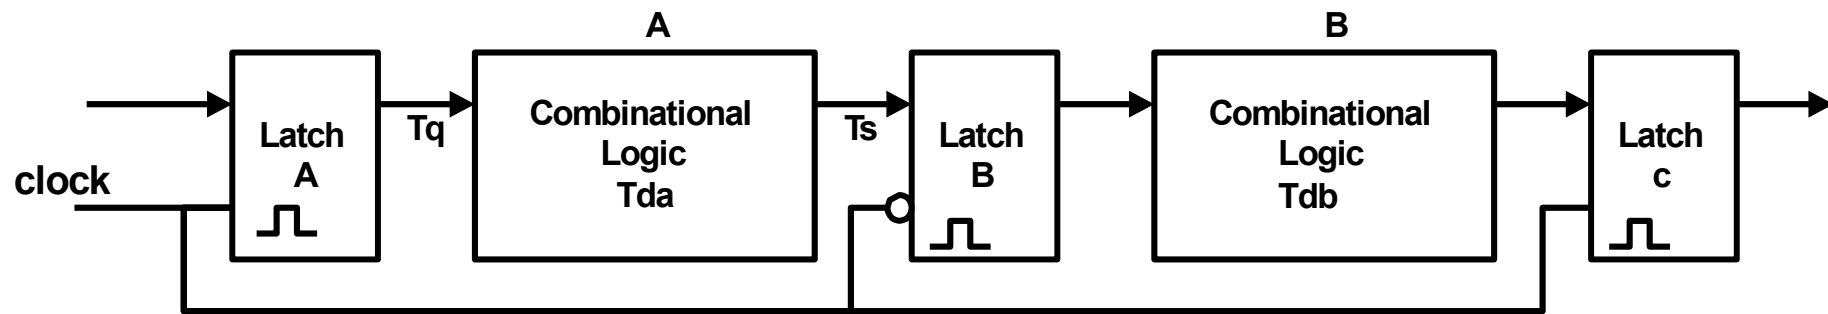 A
B
Latch
A
Tq
Combinational
Logic
Tda
Ts
Latch
B
Combinational
Logic
Tdb
Latch
c
clock